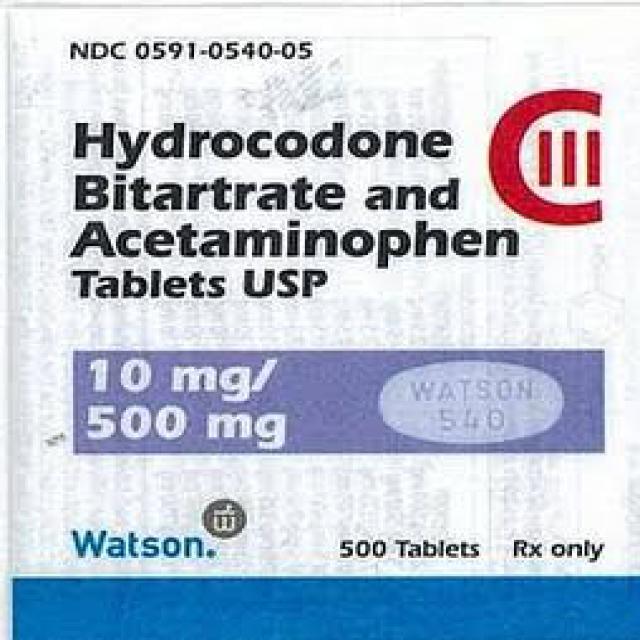 NDC 0591-0540-05
Hydrocodone
Bitartrate and
Acetaminophen
Tablets USP
CIII
10 mg/
500 mg
WATSON
540
Watson.
500 Tablets Rx only